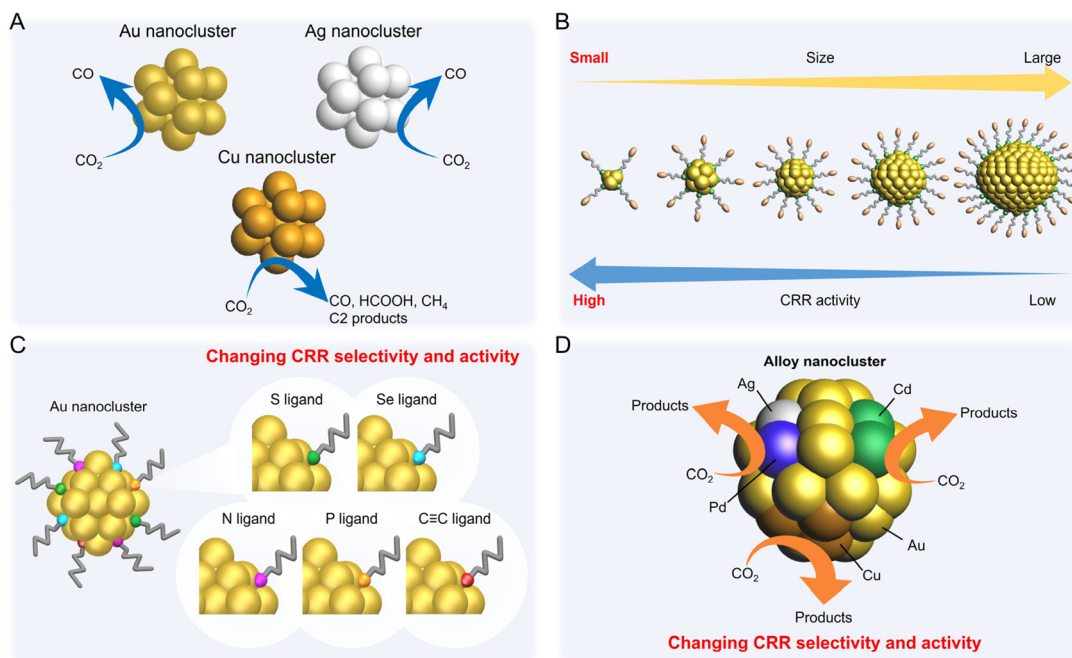 A
Au nanocluster
Ag nanocluster
CO
CO
CO₂
CO₂
Cu nanocluster
CO₂
CO, HCOOH, CH₄
C2 products
B
Small
Size
Large
High
CRR activity
Low
C
Changing CRR selectivity and activity
Au nanocluster
S ligand
Se ligand
N ligand
P ligand
C≡C ligand
D
Alloy nanocluster
Ag
Cd
Products
Products
CO₂
CO₂
Pd
Au
CO₂
Cu
Products
Changing CRR selectivity and activity